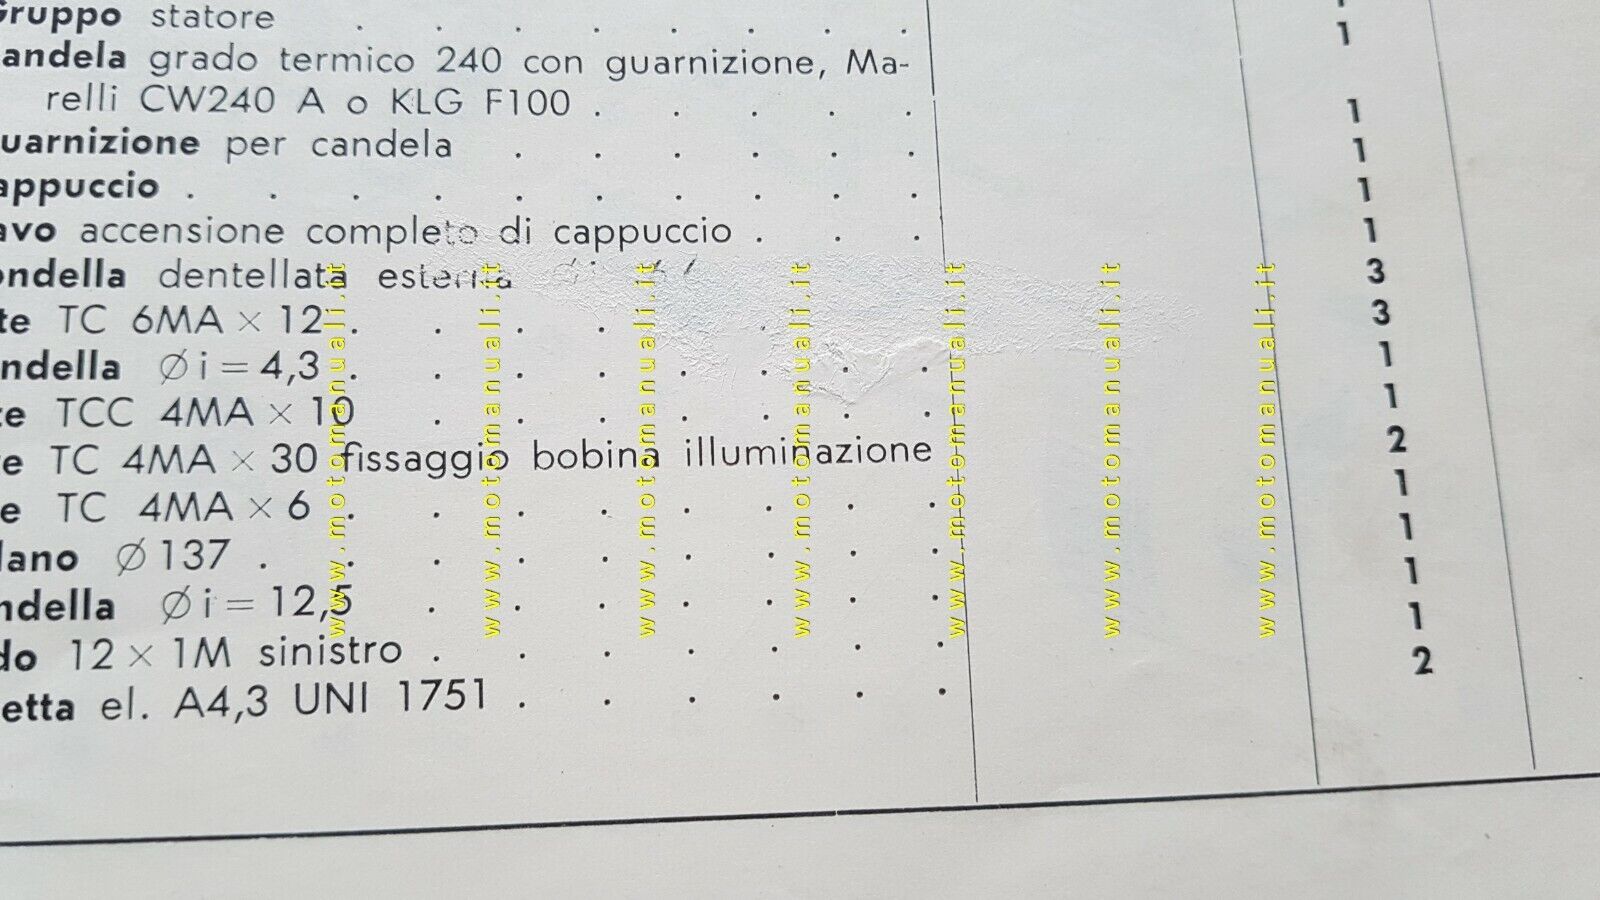 Gruppo statore . . . . . . . . 1
andela grado termico 240 con guarnizione, Ma-
relli CW240 A o KLG F100 . . . . . 1
uarnizione per candela . . . . . . 1
appuccio . . . . . . . . . . 1
avo accensione completo di cappuccio . . . 1
ondella dentellata esterna 3
te TC 6MA × 12 . . . . 3
ndella Ø i = 4,3 . . . . . . . . 1
te TCC 4MA × 10 . . . . . . . 1
e TC 4MA × 30 fissaggio bobina illuminazione 2
e TC 4MA × 6 . . . . . . . . 1
lano Ø 137 . . . . . . . . . 1
ndella Ø i = 12,5 . . . . . . . 1
do 12 × 1M sinistro . . . . . . . 1
etta el. A4,3 UNI 1751 . . . . . . 2
www.motomanuali.it
www.motomanuali.it
www.motomanuali.it
www.motomanuali.it
www.motomanuali.it
www.motomanuali.it
www.motomanuali.it